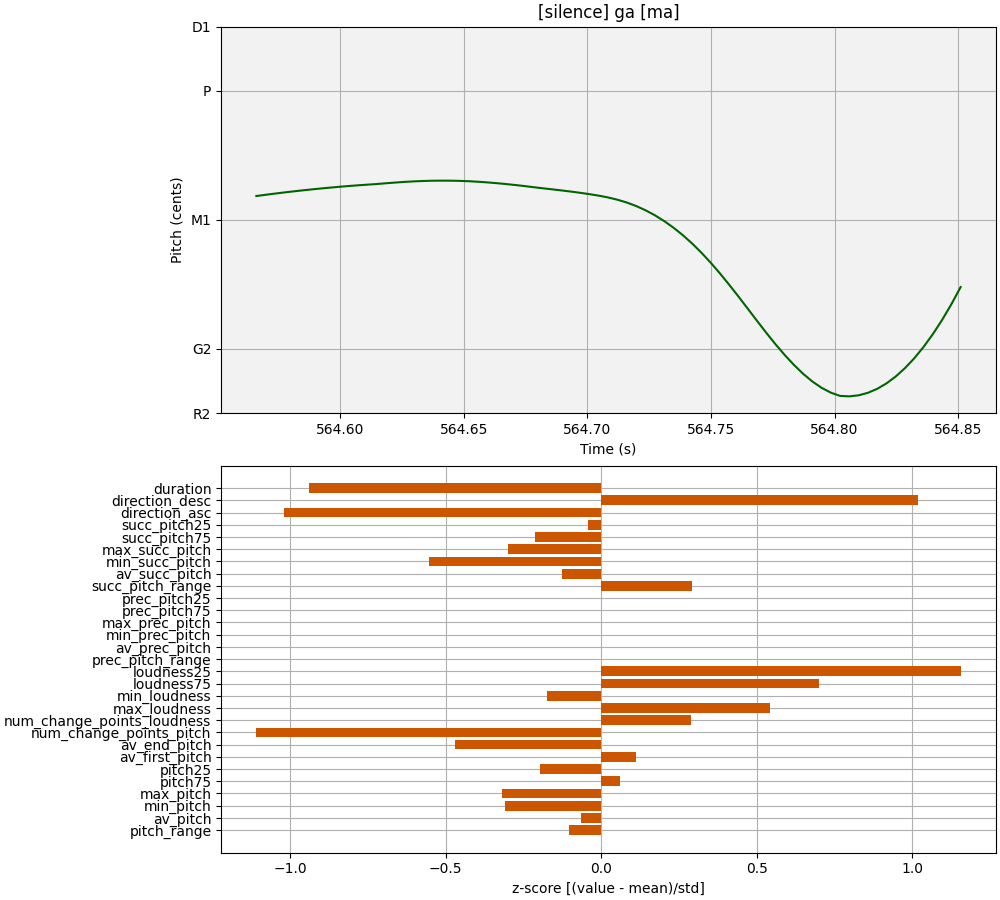 [silence] ga [ma]
D1
P
M1
G2
R2
Pitch (cents)
564.60 564.65 564.70 564.75 564.80 564.85
Time (s)
duration
direction_desc
direction_asc
succ_pitch25
succ_pitch75
max_succ_pitch
min_succ_pitch
av_succ_pitch
succ_pitch_range
prec_pitch25
prec_pitch75
max_prec_pitch
min_prec_pitch
av_prec_pitch
prec_pitch_range
loudness25
loudness75
min_loudness
max_loudness
num_change_points_loudness
num_change_points_pitch
av_end_pitch
av_first_pitch
pitch25
pitch75
max_pitch
min_pitch
av_pitch
pitch_range
−1.0 −0.5 0.0 0.5 1.0
z-score [(value - mean)/std]